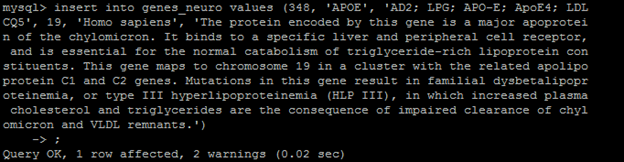 mysql> insert into genes_neuro values (348, 'APOE', 'AD2; LPG; APO-E; ApoE4; LDL
CQ5', 19, 'Homo sapiens', 'The protein encoded by this gene is a major apoprotei
n of the chylomicron. It binds to a specific liver and peripheral cell receptor,
 and is essential for the normal catabolism of triglyceride-rich lipoprotein con
stituents. This gene maps to chromosome 19 in a cluster with the related apolipo
protein C1 and C2 genes. Mutations in this gene result in familial dysbetalipopr
oteinemia, or type III hyperlipoproteinemia (HLP III), in which increased plasma
 cholesterol and triglycerides are the consequence of impaired clearance of chyl
omicron and VLDL remnants.')
    -> ;
Query OK, 1 row affected, 2 warnings (0.02 sec)